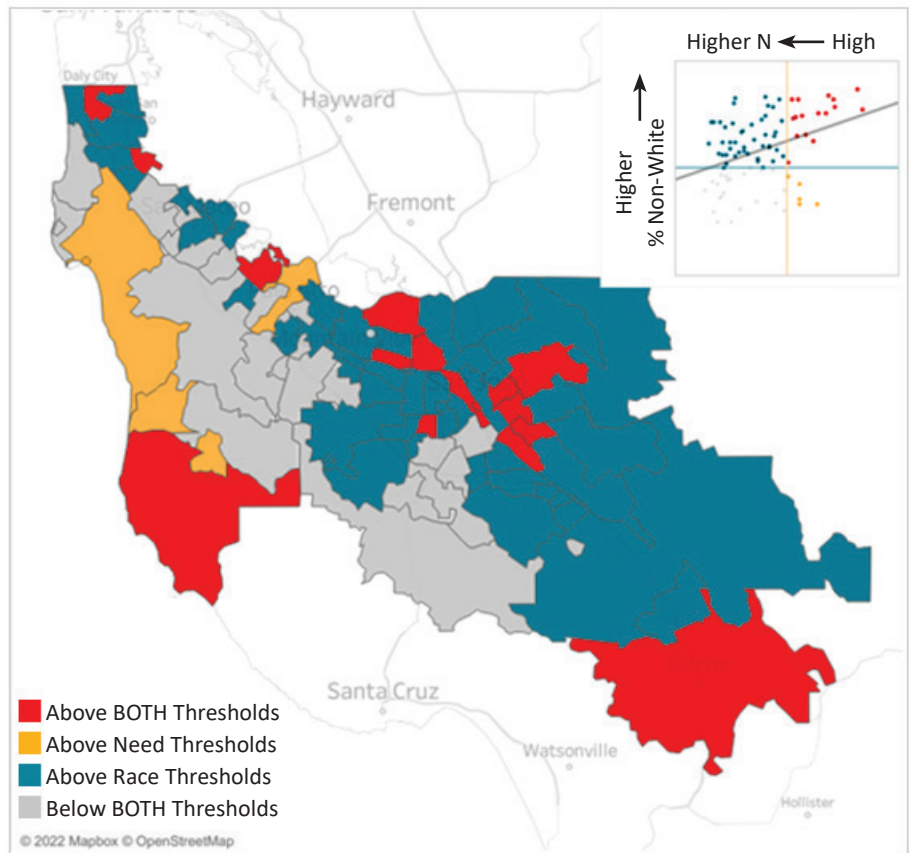 Higher N ← High
Higher
% Non-White
Daly City
Hayward
Fremont
Santa Cruz
Watsonville
Hollister
Above BOTH Thresholds
Above Need Thresholds
Above Race Thresholds
Below BOTH Thresholds
© 2022 Mapbox © OpenStreetMap